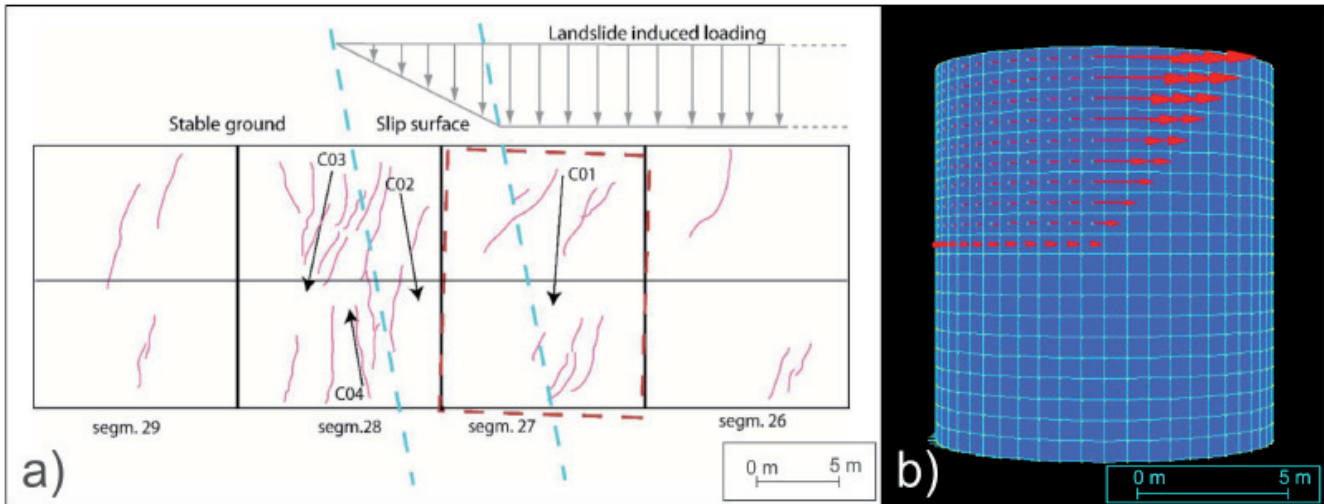 Landslide induced loading
Stable ground
Slip surface
C03
C02
C01
C04
segm. 29
segm.28
segm. 27
segm. 26
a)
0 m
5 m
b)
0 m
5 m